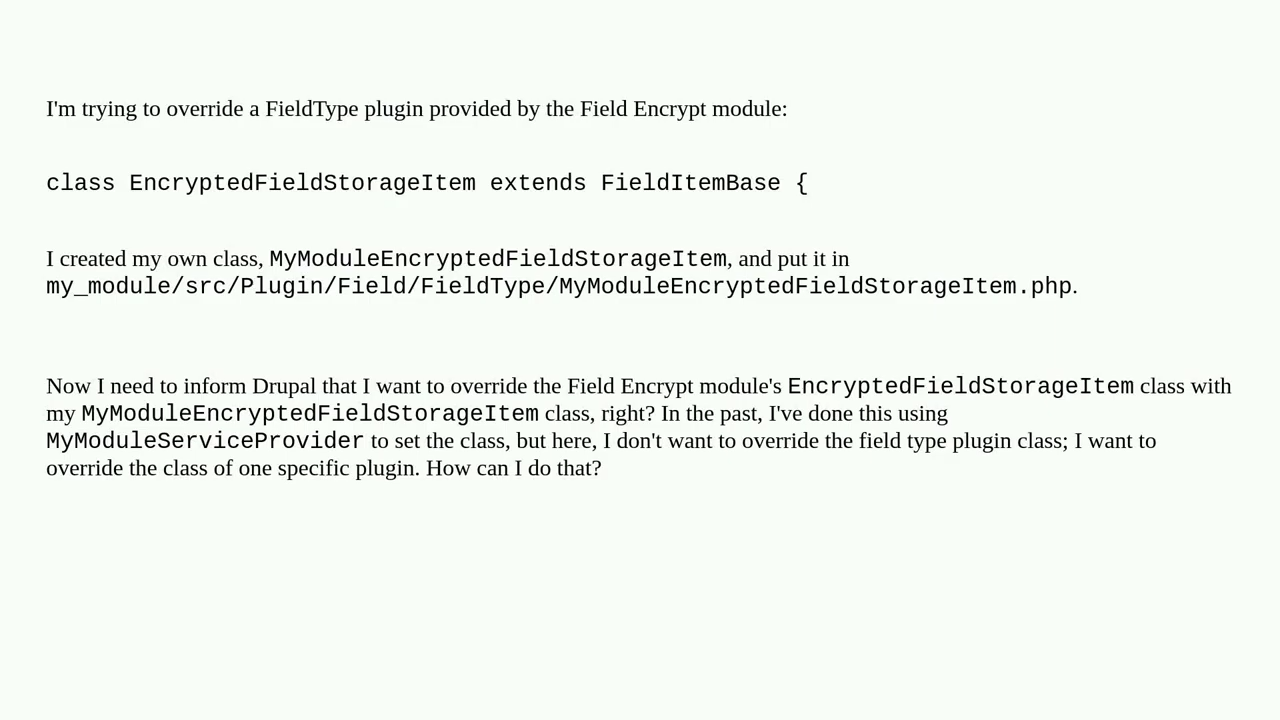 I'm trying to override a FieldType plugin provided by the Field Encrypt module:
class EncryptedFieldStorageItem extends FieldItemBase {
I created my own class, MyModuleEncryptedFieldStorageItem, and put it in
my_module/src/Plugin/Field/FieldType/MyModuleEncryptedFieldStorageItem.php.
Now I need to inform Drupal that I want to override the Field Encrypt module's EncryptedFieldStorageItem class with
my MyModuleEncryptedFieldStorageItem class, right? In the past, I've done this using
MyModuleServiceProvider to set the class, but here, I don't want to override the field type plugin class; I want to
override the class of one specific plugin. How can I do that?